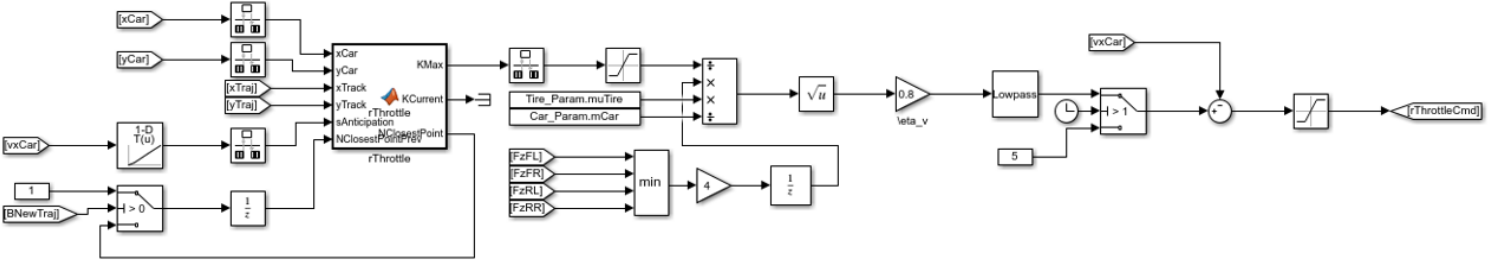 [xCar]
[yCar]
[xTraj]
[yTraj]
[vxCar]
1-D
T(u)
1
[BNewTraj]
> 0
1
z
xCar
yCar
xTrack
yTrack
sAnticipation
NClosestPointPrev
KMax
KCurrent
NClosestPoint
rThrottle
rThrottle
Tire_Param.muTire
Car_Param.mCar
÷
×
×
÷
[FzFL]
[FzFR]
[FzRL]
[FzRR]
min
4
1
z
√u
0.8
\eta_v
Lowpass
> 1
5
[vxCar]
+
−
[rThrottleCmd]